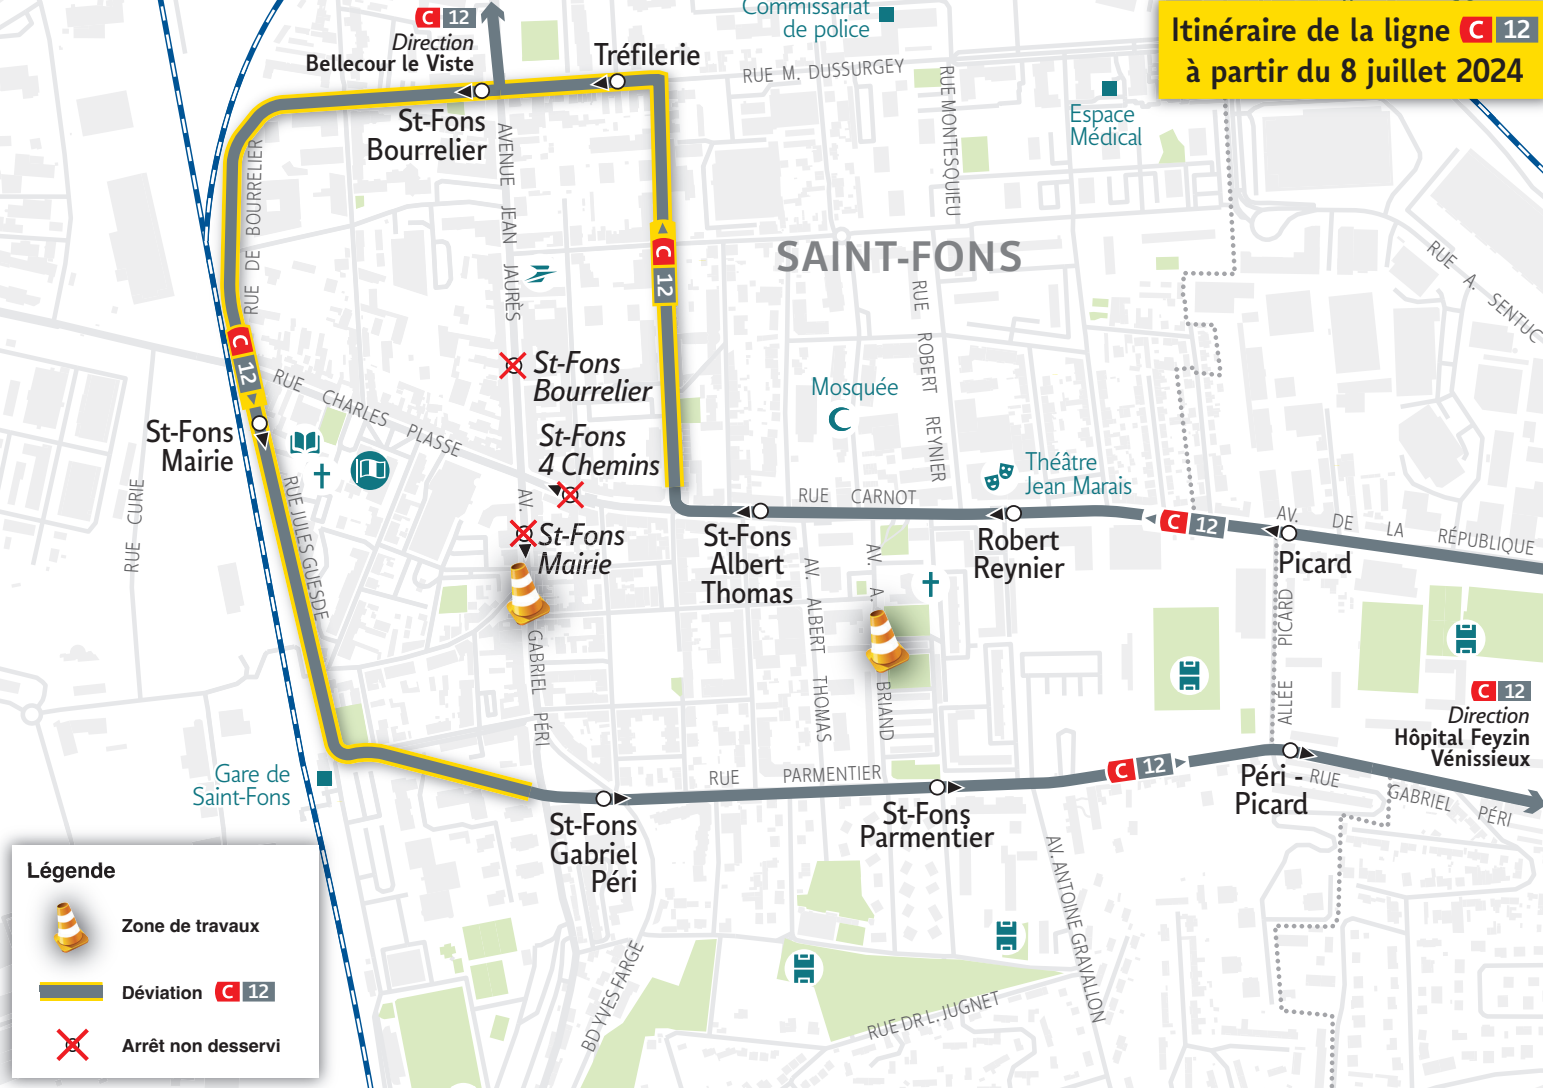 Itinéraire de la ligne C 12
à partir du 8 juillet 2024
C 12
Direction
Bellecour le Viste
Commissariat
de police
Tréfilerie
St-Fons
Bourrelier
RUE M. DUSSURGEY
RUE MONTESQUIEU
Espace
Médical
AVENUE JEAN JAURÈS
RUE DE BOURRELIER
SAINT-FONS
C 12
RUE A. SENTUC
RUE ROBERT REYNIER
C 12
St-Fons
Bourrelier
Mosquée
RUE CHARLES PLASSE
St-Fons
Mairie
St-Fons
4 Chemins
Théâtre
Jean Marais
RUE CURIE
RUE JULES GUESDE
AV. GABRIEL PÉRI
St-Fons
Mairie
RUE CARNOT
St-Fons
Albert
Thomas
Robert
Reynier
C 12
AV. DE LA RÉPUBLIQUE
Picard
AV. ALBERT THOMAS
AV. A. BRIAND
ALLÉE PICARD
C 12
Direction
Hôpital Feyzin
Vénissieux
Gare de
Saint-Fons
RUE PARMENTIER
C 12
St-Fons
Gabriel
Péri
St-Fons
Parmentier
Péri -
Picard
RUE GABRIEL PÉRI
AV. ANTOINE GRAVALLON
BD YVES FARGE
RUE DR L. JUGNET
Légende
Zone de travaux
Déviation C 12
Arrêt non desservi